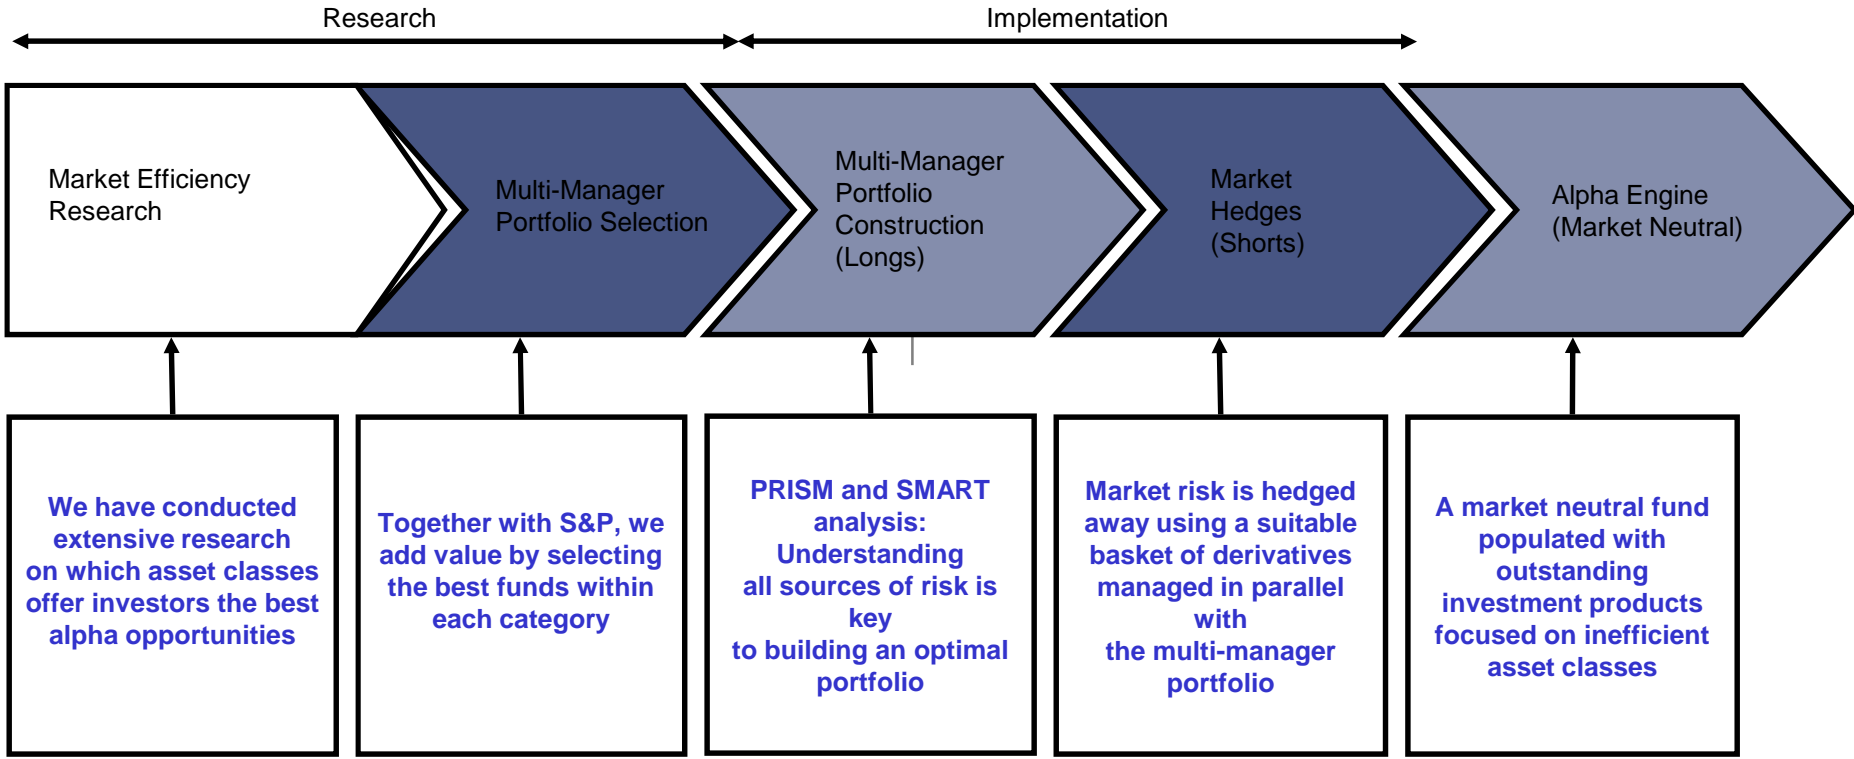 Research
Implementation
Market Efficiency
Research
Multi-Manager
Portfolio Selection
Multi-Manager
Portfolio
Construction
(Longs)
Market
Hedges
(Shorts)
Alpha Engine
(Market Neutral)
We have conducted
extensive research
on which asset classes
offer investors the best
alpha opportunities
Together with S&P, we
add value by selecting
the best funds within
each category
PRISM and SMART
analysis:
Understanding
all sources of risk is
key
to building an optimal
portfolio
Market risk is hedged
away using a suitable
basket of derivatives
managed in parallel
with
the multi-manager
portfolio
A market neutral fund
populated with
outstanding
investment products
focused on inefficient
asset classes